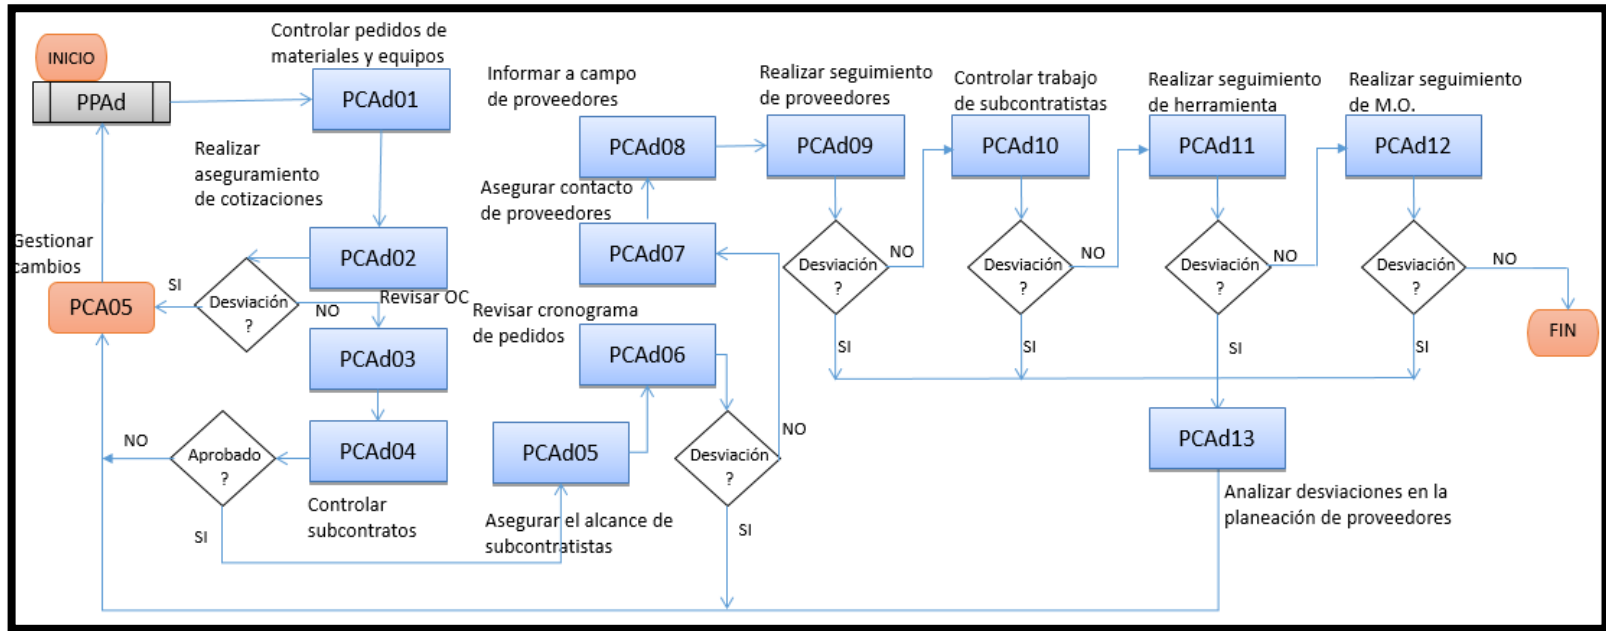 INICIO
PPAd
Controlar pedidos de
materiales y equipos
PCAd01
Realizar
aseguramiento
de cotizaciones
PCAd02
Desviación
?
SI
NO
Gestionar
cambios
PCA05
Revisar OC
PCAd03
PCAd04
Controlar
subcontratos
Aprobado
?
NO
SI
PCAd05
Asegurar el alcance de
subcontratistas
Revisar cronograma
de pedidos
PCAd06
Desviación
?
NO
SI
Asegurar contacto
de proveedores
PCAd07
Informar a campo
de proveedores
PCAd08
Realizar seguimiento
de proveedores
PCAd09
Desviación
?
NO
SI
Controlar trabajo
de subcontratistas
PCAd10
Desviación
?
NO
SI
Realizar seguimiento
de herramienta
PCAd11
Desviación
?
NO
SI
Realizar seguimiento
de M.O.
PCAd12
Desviación
?
NO
SI
FIN
PCAd13
Analizar desviaciones en la
planeación de proveedores